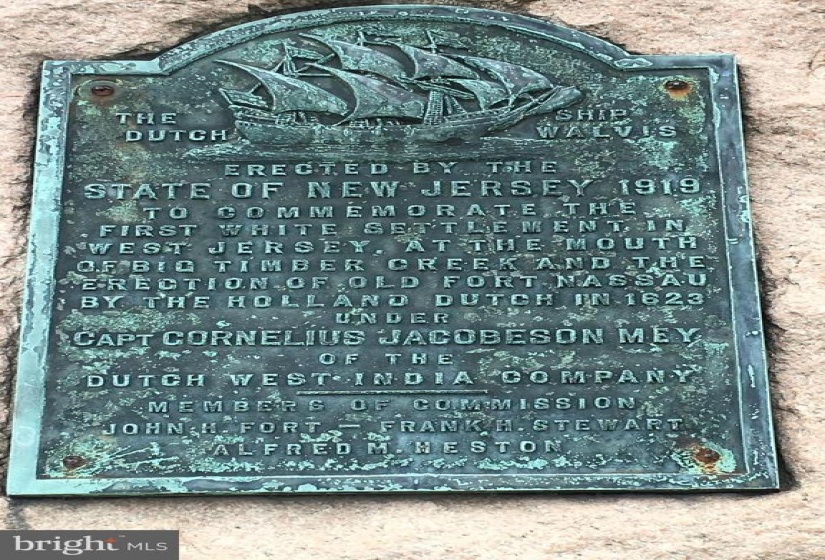 THE DUTCH SHIP WALVIS
ERECTED BY THE
STATE OF NEW JERSEY 1919
TO COMMEMORATE THE
FIRST WHITE SETTLEMENT IN
WEST JERSEY, AT THE MOUTH
OF BIG TIMBER CREEK AND THE
ERECTION OF OLD FORT NASSAU
BY THE HOLLAND DUTCH IN 1623
UNDER
CAPT CORNELIUS JACOBESON MEY
OF THE
DUTCH WEST INDIA COMPANY
MEMBERS OF COMMISSION
JOHN H. FORT — FRANK H. STEWART
ALFRED M. HESTON
bright MLS